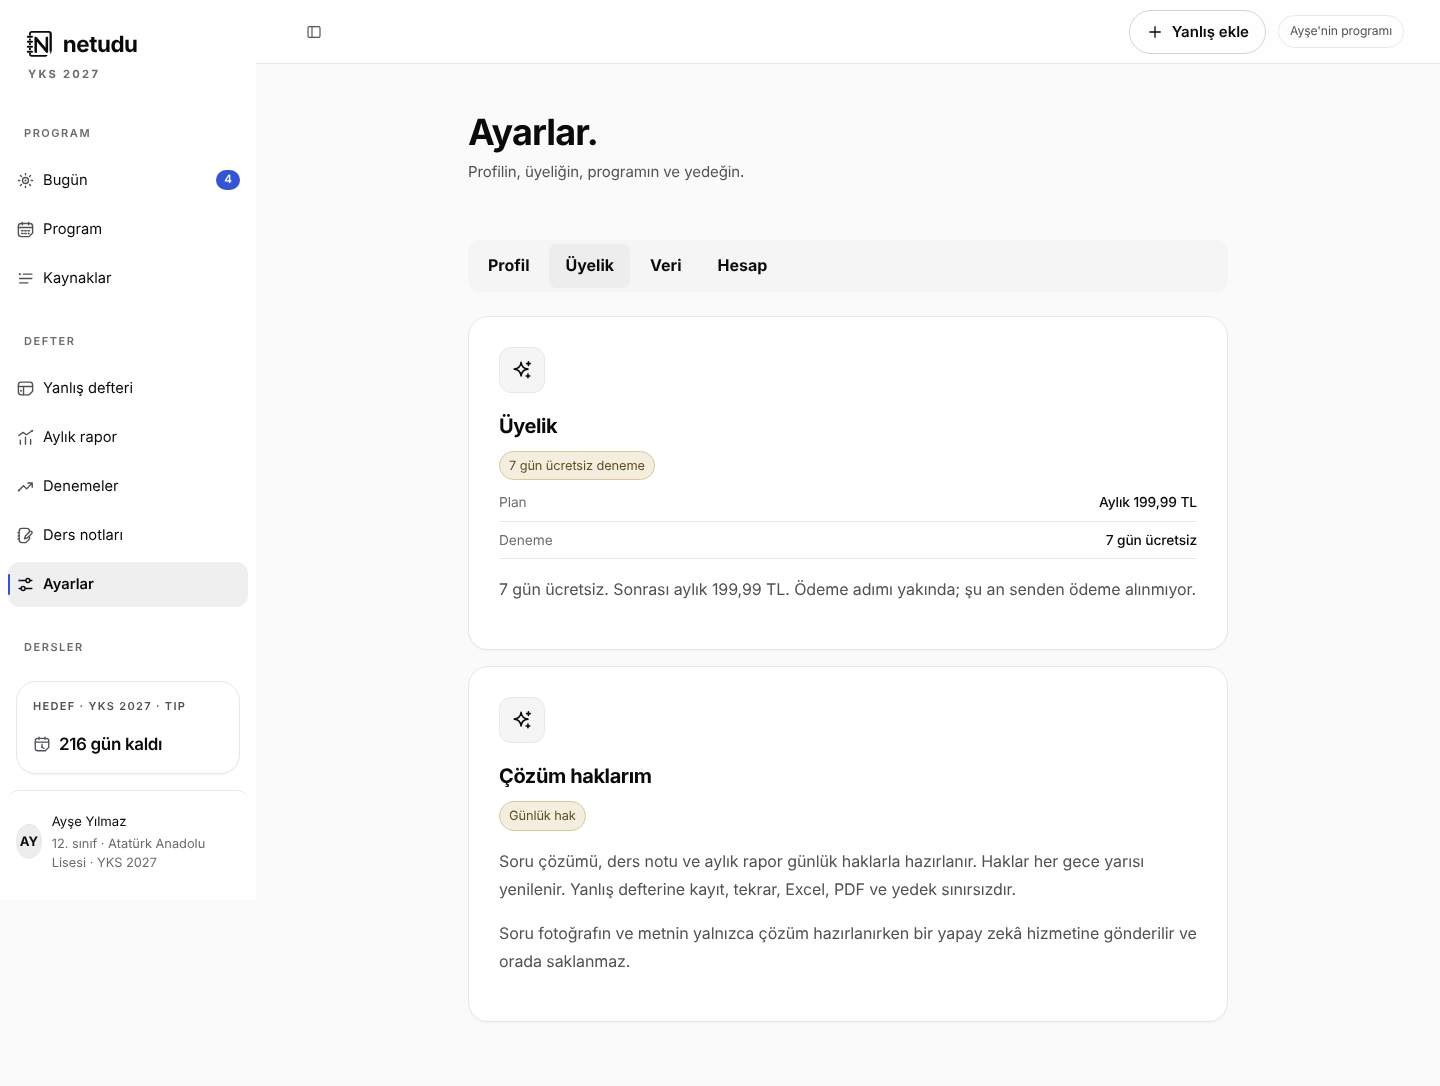 netudu
YKS 2027
PROGRAM
Bugün
4
Program
Kaynaklar
DEFTER
Yanlış defteri
Aylık rapor
Denemeler
Ders notları
Ayarlar
DERSLER
HEDEF · YKS 2027 · TIP
216 gün kaldı
AY
Ayşe Yılmaz
12. sınıf · Atatürk Anadolu
Lisesi · YKS 2027
Yanlış ekle
Ayşe'nin programı
Ayarlar.
Profilin, üyeliğin, programın ve yedeğin.
Profil
Üyelik
Veri
Hesap
Üyelik
7 gün ücretsiz deneme
Plan
Aylık 199,99 TL
Deneme
7 gün ücretsiz
7 gün ücretsiz. Sonrası aylık 199,99 TL. Ödeme adımı yakında; şu an senden ödeme alınmıyor.
Çözüm haklarım
Günlük hak
Soru çözümü, ders notu ve aylık rapor günlük haklarla hazırlanır. Haklar her gece yarısı
yenilenir. Yanlış defterine kayıt, tekrar, Excel, PDF ve yedek sınırsızdır.
Soru fotoğrafın ve metnin yalnızca çözüm hazırlanırken bir yapay zekâ hizmetine gönderilir ve
orada saklanmaz.